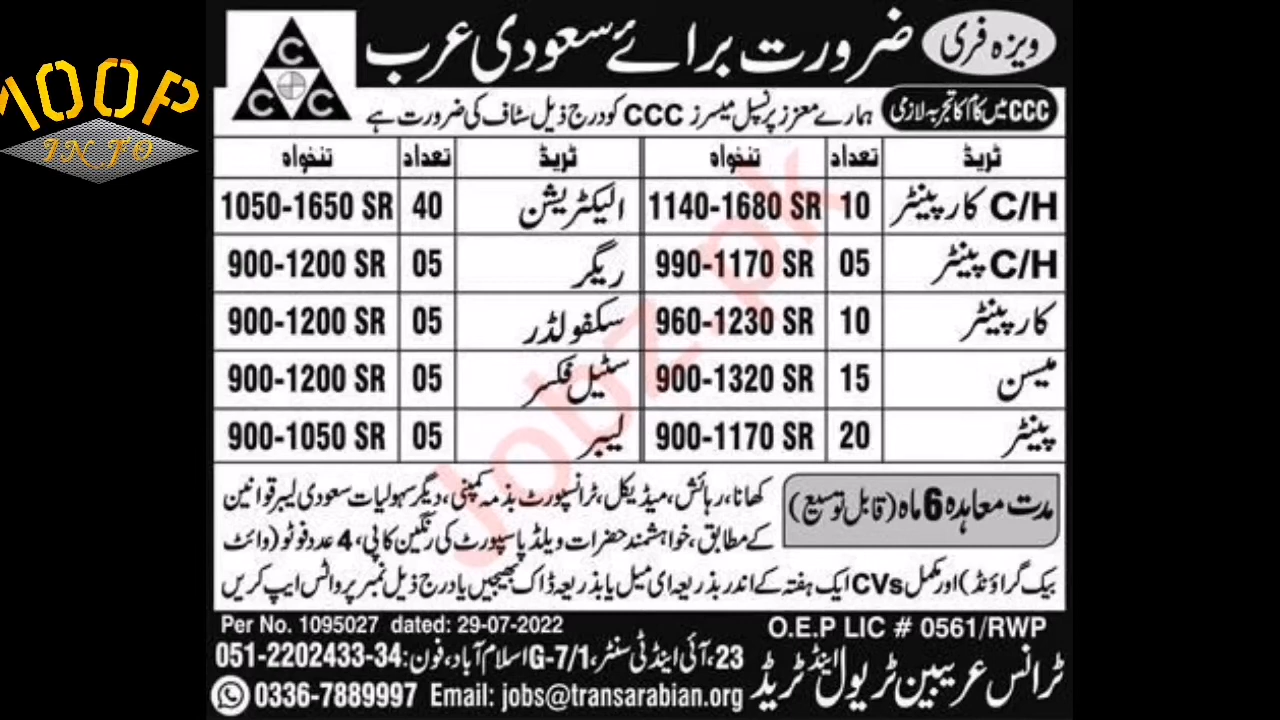 MOOP
INFO
C
C C
ویزہ فری
ضرورت برائے سعودی عرب
CCC میں کام کا تجربہ لازمی
ہمارے معزز پرنسپل میسرز CCC کو درج ذیل سٹاف کی ضرورت ہے
ٹریڈ تعداد تنخواہ ٹریڈ تعداد تنخواہ
C/H کارپینٹر 10 1140-1680 SR الیکٹریشن 40 1050-1650 SR
C/H پینٹر 05 990-1170 SR ریگر 05 900-1200 SR
کارپینٹر 10 960-1230 SR سکفولڈر 05 900-1200 SR
میسن 15 900-1320 SR سٹیل فکسر 05 900-1200 SR
پینٹر 20 900-1170 SR لیبر 05 900-1050 SR
Jobz.pk
مدت معاہدہ 6 ماہ (قابل توسیع)
کھانا، رہائش، میڈیکل، ٹرانسپورٹ بذمہ کمپنی، دیگر سہولیات سعودی لیبر قوانین
کے مطابق، خواہشمند حضرات ویلڈ پاسپورٹ کی رنگین کاپی، 4 عدد فوٹو (وائٹ
بیک گراؤنڈ) اور مکمل CVs ایک ہفتہ کے اندر بذریعہ ای میل یا بذریعہ ڈاک بھیجیں یا درج ذیل نمبر پر واٹس ایپ کریں
Per No. 1095027 dated: 29-07-2022
O.E.P LIC # 0561/RWP
ٹرانس عریبین ٹریول اینڈ ٹریڈ
23، آئی اینڈ ٹی سنٹر، G-7/1 اسلام آباد، فون: 051-2202433-34
0336-7889997 Email: jobs@transarabian.org